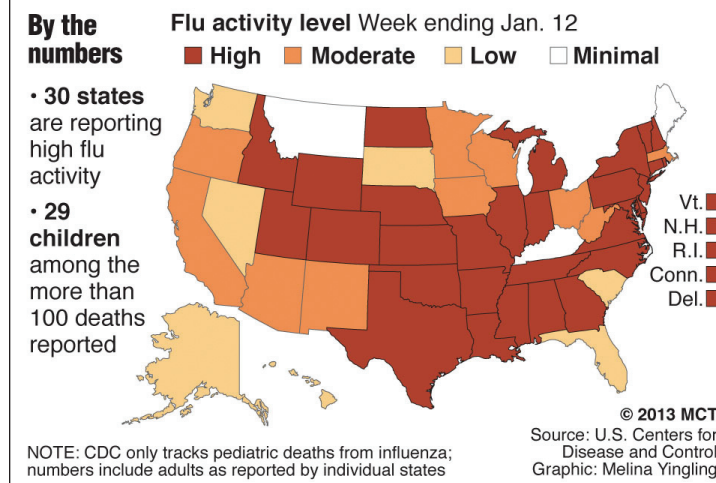 By the
numbers
• 30 states
are reporting
high flu
activity
• 29
children
among the
more than
100 deaths
reported
Flu activity level Week ending Jan. 12
High Moderate Low Minimal
Vt.
N.H.
R.I.
Conn.
Del.
NOTE: CDC only tracks pediatric deaths from influenza;
numbers include adults as reported by individual states
© 2013 MCT
Source: U.S. Centers for
Disease and Control
Graphic: Melina Yingling